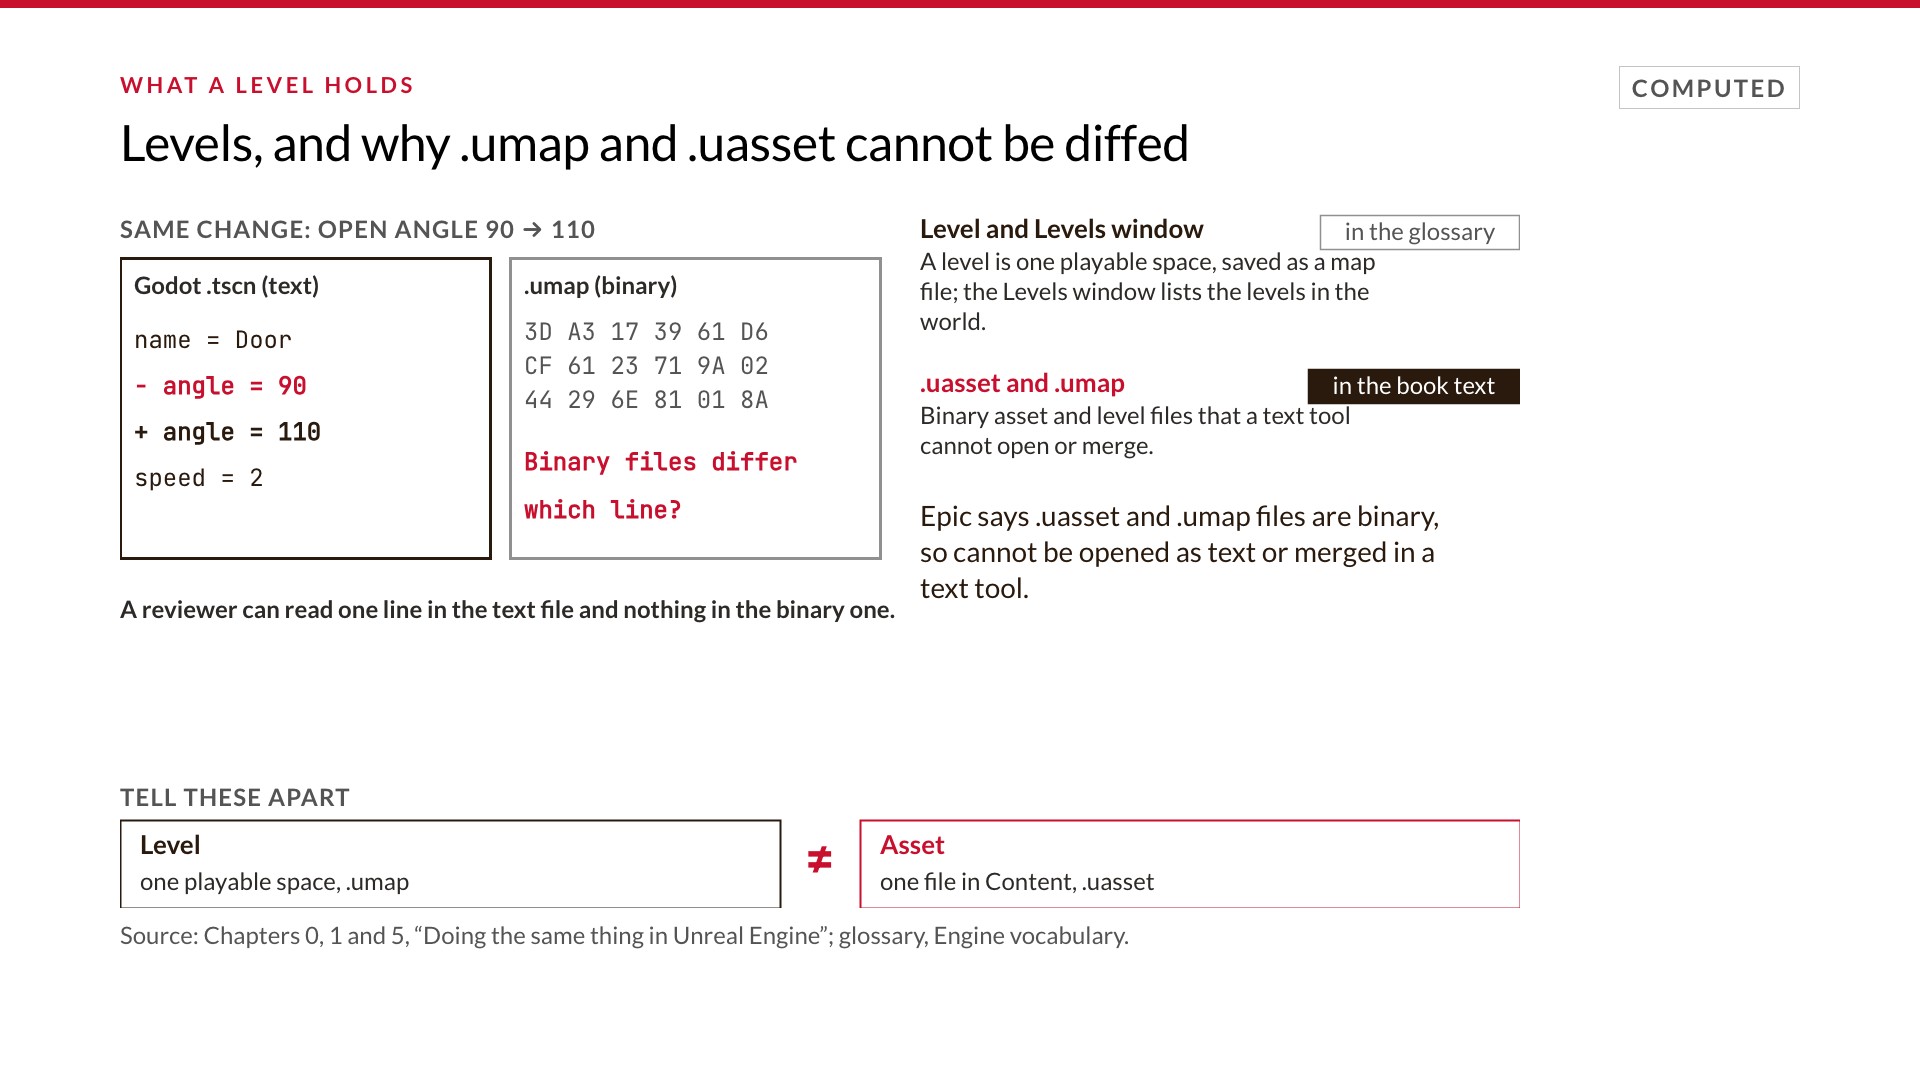 WHAT A LEVEL HOLDS
COMPUTED
Levels, and why .umap and .uasset cannot be diffed
SAME CHANGE: OPEN ANGLE 90 → 110
Godot .tscn (text)
name = Door
- angle = 90
+ angle = 110
speed = 2
.umap (binary)
3D A3 17 39 61 D6
CF 61 23 71 9A 02
44 29 6E 81 01 8A
Binary files differ
which line?
A reviewer can read one line in the text file and nothing in the binary one.
Level and Levels window
in the glossary
A level is one playable space, saved as a map
file; the Levels window lists the levels in the
world.
.uasset and .umap
in the book text
Binary asset and level files that a text tool
cannot open or merge.
Epic says .uasset and .umap files are binary,
so cannot be opened as text or merged in a
text tool.
TELL THESE APART
Level
one playable space, .umap
≠
Asset
one file in Content, .uasset
Source: Chapters 0, 1 and 5, “Doing the same thing in Unreal Engine”; glossary, Engine vocabulary.